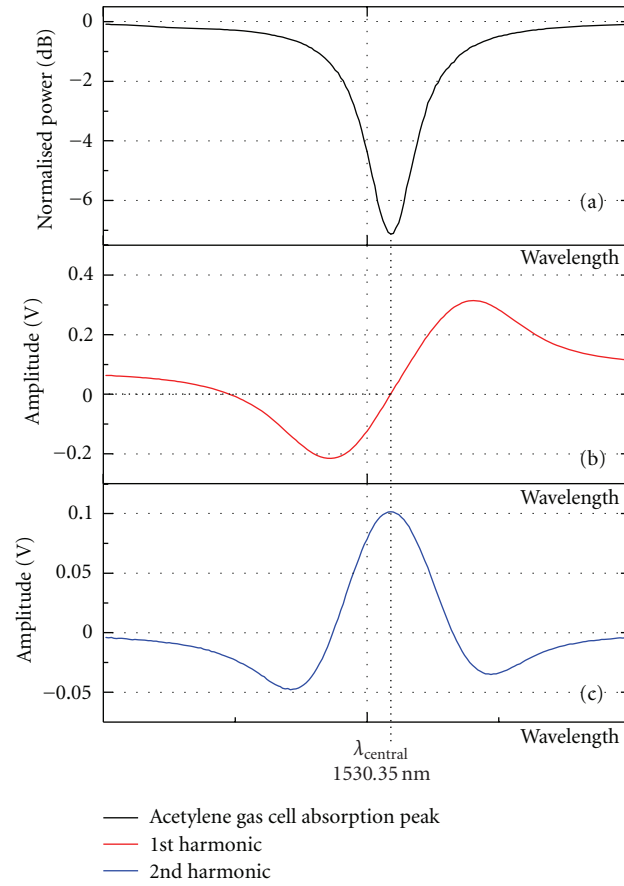 0
−2
−4
−6
Normalised power (dB)
(a)
Wavelength
0.4
0.2
0
−0.2
Amplitude (V)
(b)
Wavelength
0.1
0.05
0
−0.05
Amplitude (V)
(c)
Wavelength
λcentral
1530.35 nm
Acetylene gas cell absorption peak
1st harmonic
2nd harmonic